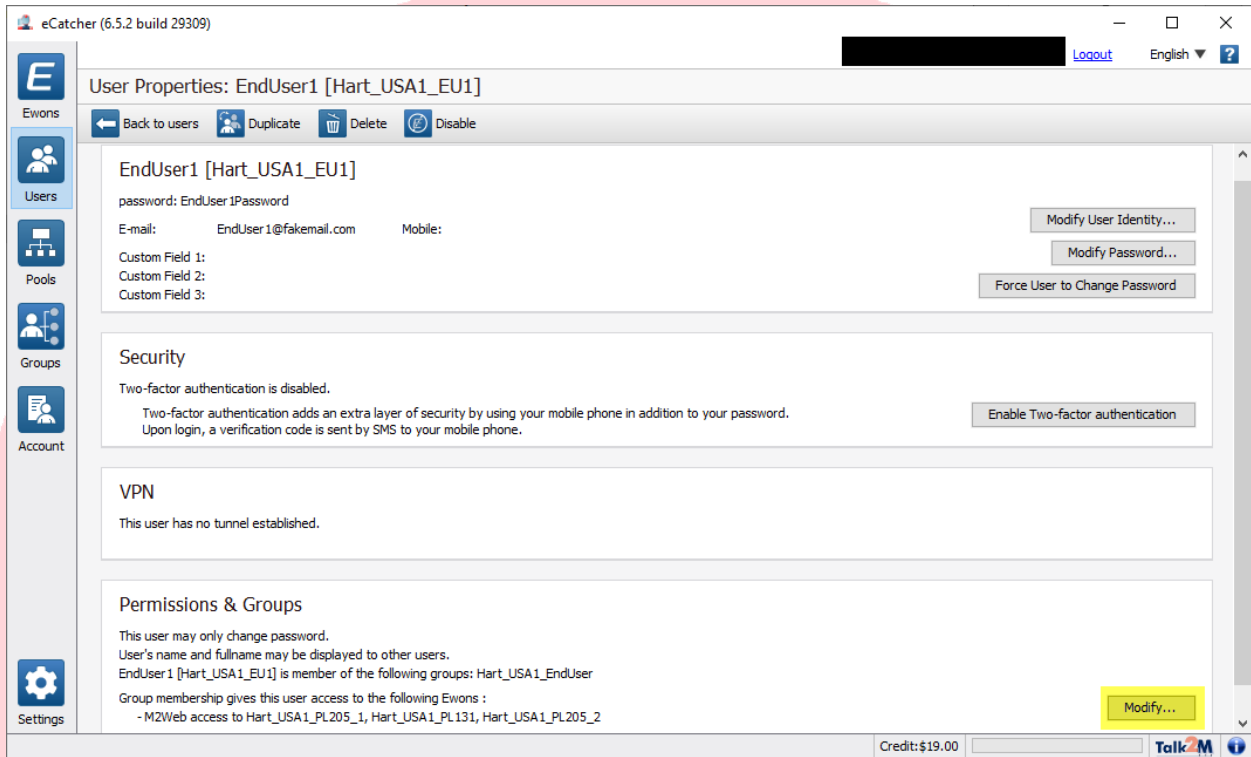 eCatcher (6.5.2 build 29309)
Logout English ?
User Properties: EndUser1 [Hart_USA1_EU1]
Ewons
Back to users Duplicate Delete Disable
EndUser1 [Hart_USA1_EU1]
Users
password: EndUser1Password
Modify User Identity...
E-mail: EndUser1@fakemail.com Mobile:
Modify Password...
Custom Field 1:
Custom Field 2:
Custom Field 3:
Force User to Change Password
Pools
Groups
Security
Two-factor authentication is disabled.
Two-factor authentication adds an extra layer of security by using your mobile phone in addition to your password.
Upon login, a verification code is sent by SMS to your mobile phone.
Enable Two-factor authentication
Account
VPN
This user has no tunnel established.
Permissions & Groups
This user may only change password.
User's name and fullname may be displayed to other users.
EndUser1 [Hart_USA1_EU1] is member of the following groups: Hart_USA1_EndUser
Group membership gives this user access to the following Ewons :
- M2Web access to Hart_USA1_PL205_1, Hart_USA1_PL131, Hart_USA1_PL205_2
Modify...
Settings
Credit:$19.00 Talk2M